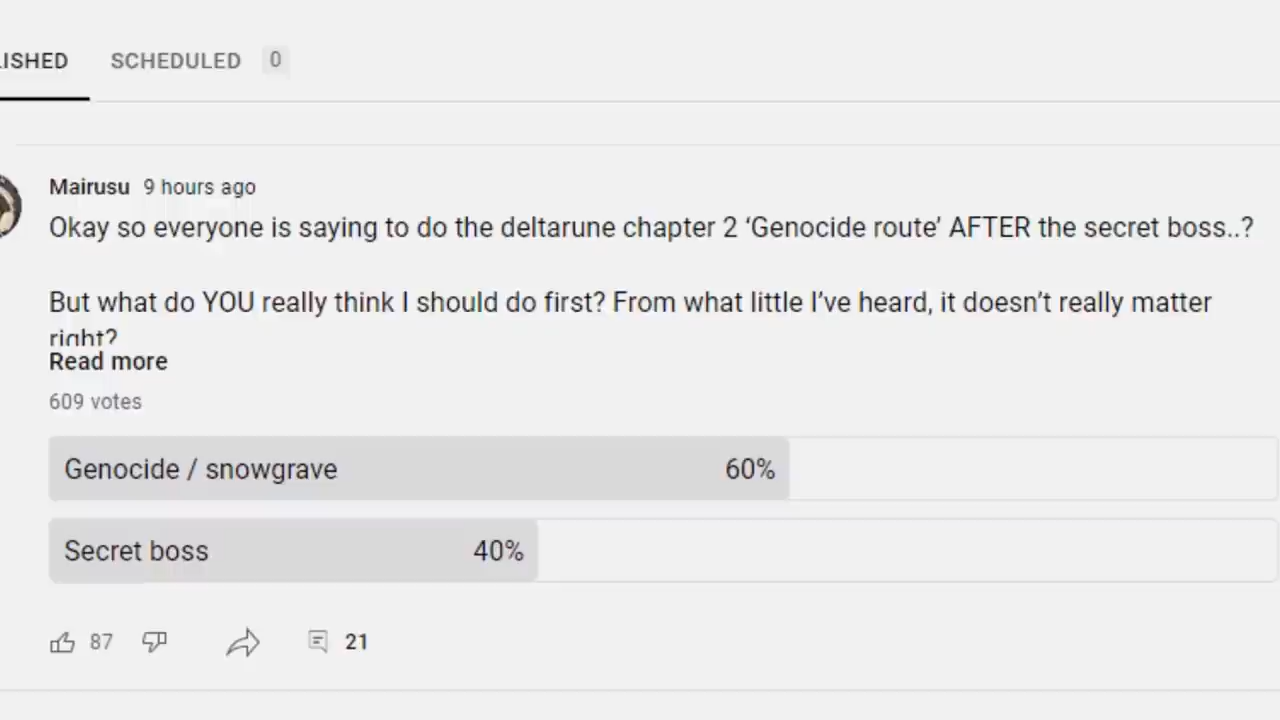 LISHED SCHEDULED 0
Mairusu 9 hours ago
Okay so everyone is saying to do the deltarune chapter 2 ‘Genocide route’ AFTER the secret boss..?
But what do YOU really think I should do first? From what little I’ve heard, it doesn’t really matter
right?
Read more
609 votes
Genocide / snowgrave 60%
Secret boss 40%
87 21